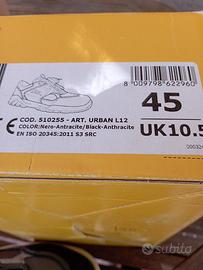 8 009798 622960
45
UK10.5
COD. 510255 - ART. URBAN L12
COLOR:Nero-Antracite/Black-Anthracite
EN ISO 20345:2011 S3 SRC
CE
subito